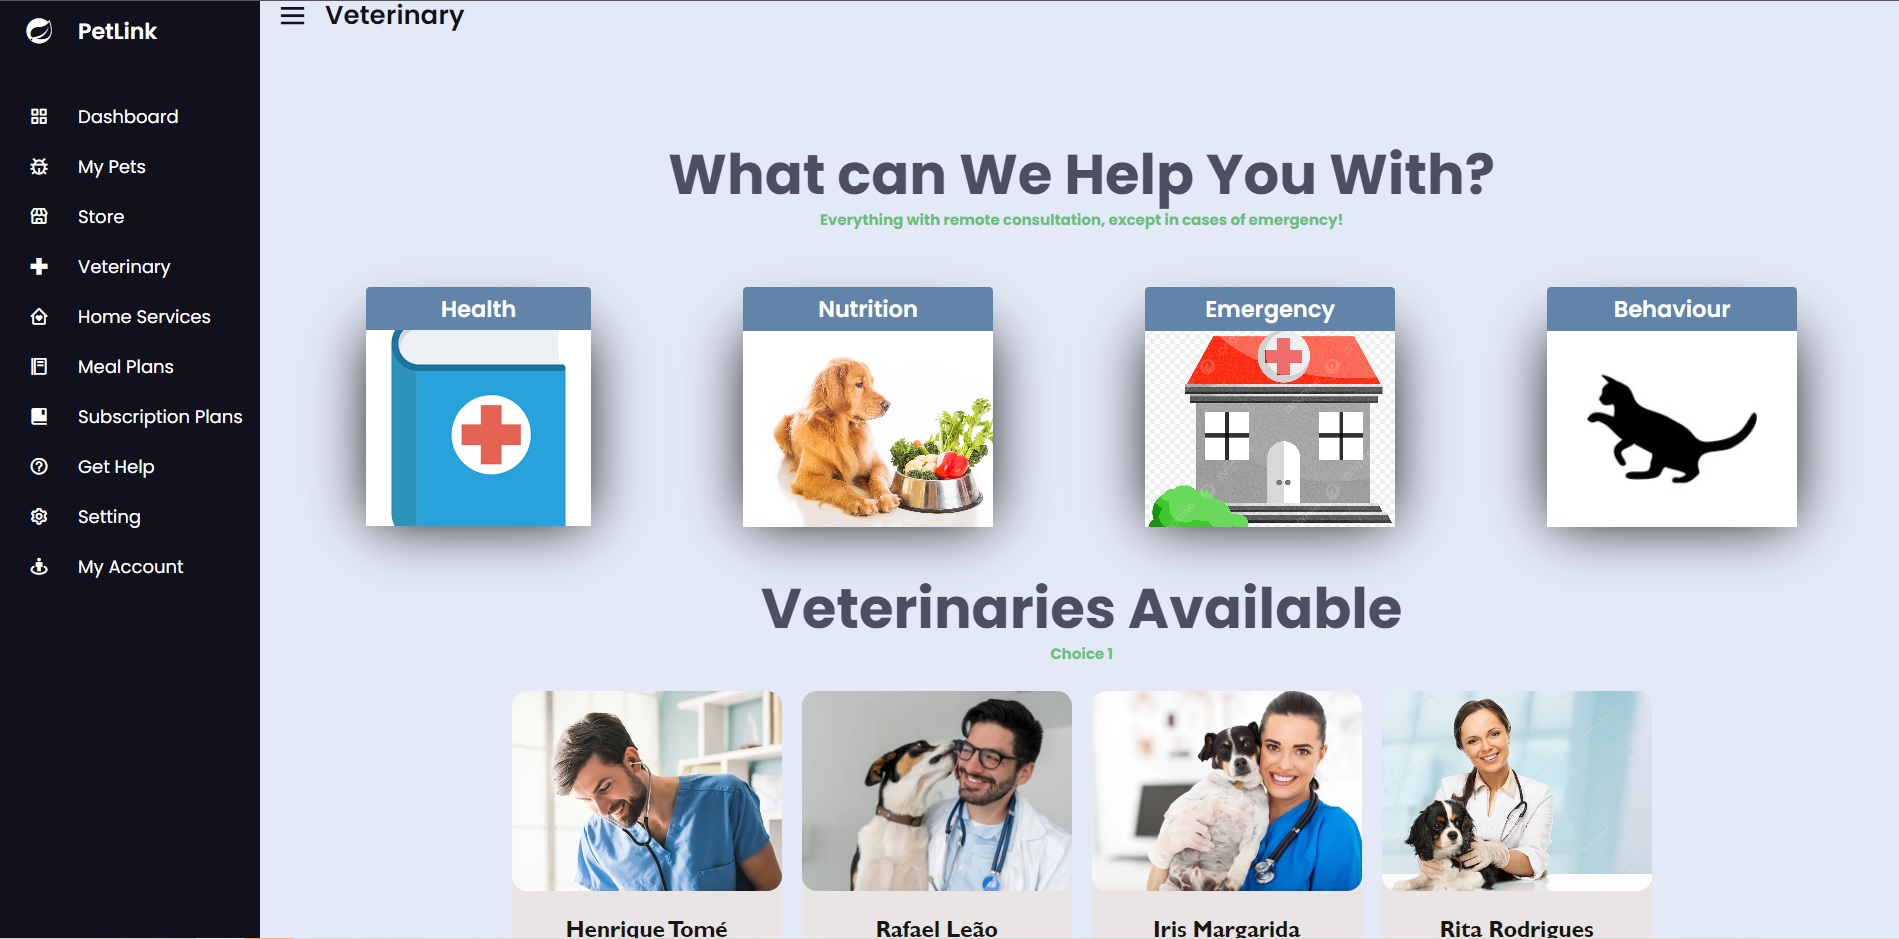 PetLink
Veterinary
Dashboard
My Pets
Store
Veterinary
Home Services
Meal Plans
Subscription Plans
Get Help
Setting
My Account
What can We Help You With?
Everything with remote consultation, except in cases of emergency!
Health
Nutrition
Emergency
Behaviour
Veterinaries Available
Choice 1
Henrique Tomé
Rafael Leão
Iris Margarida
Rita Rodrigues